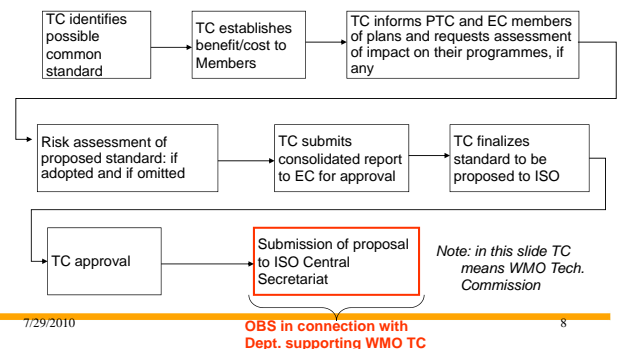 TC identifies
possible
common
standard
TC establishes
benefit/cost to
Members
TC informs PTC and EC members
of plans and requests assessment
of impact on their programmes, if
any
Risk assessment of
proposed standard: if
adopted and if omitted
TC submits
consolidated report
to EC for approval
TC finalizes
standard to be
proposed to ISO
TC approval
Submission of proposal
to ISO Central
Secretariat
Note: in this slide TC
means WMO Tech.
Commission
7/29/2010
OBS in connection with
Dept. supporting WMO TC
8